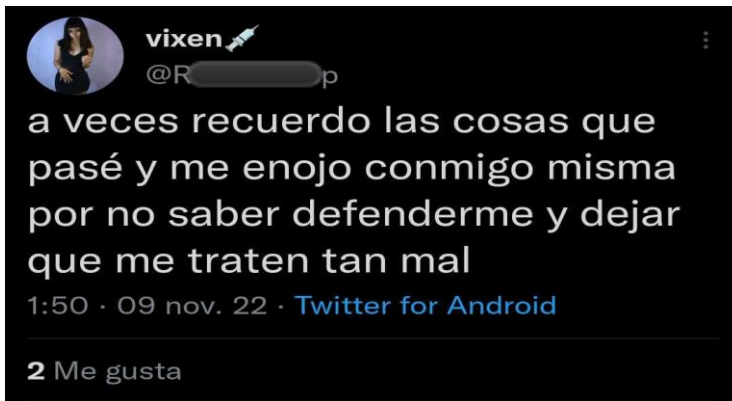 vixen💉
@R p
a veces recuerdo las cosas que
pasé y me enojo conmigo misma
por no saber defenderme y dejar
que me traten tan mal
1:50 · 09 nov. 22 · Twitter for Android
2 Me gusta